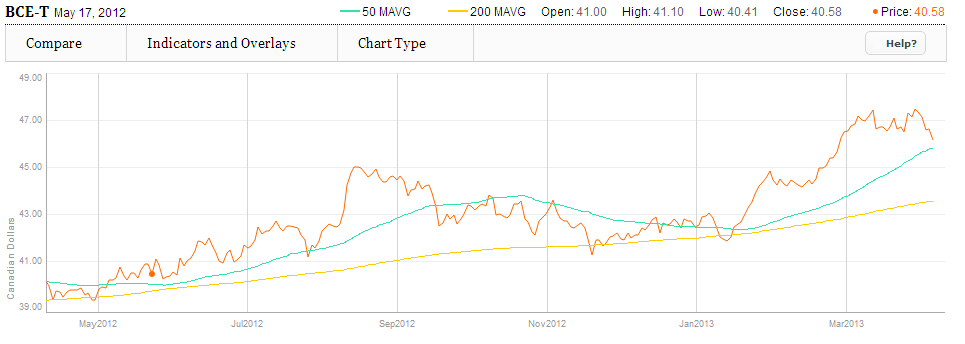 BCE-T May 17, 2012 50 MAVG 200 MAVG Open: 41.00 High: 41.10 Low: 40.41 Close: 40.58 Price: 40.58
Compare Indicators and Overlays Chart Type Help?
49.00
47.00
45.00
43.00
41.00
39.00
Canadian Dollars
May2012 Jul2012 Sep2012 Nov2012 Jan2013 Mar2013